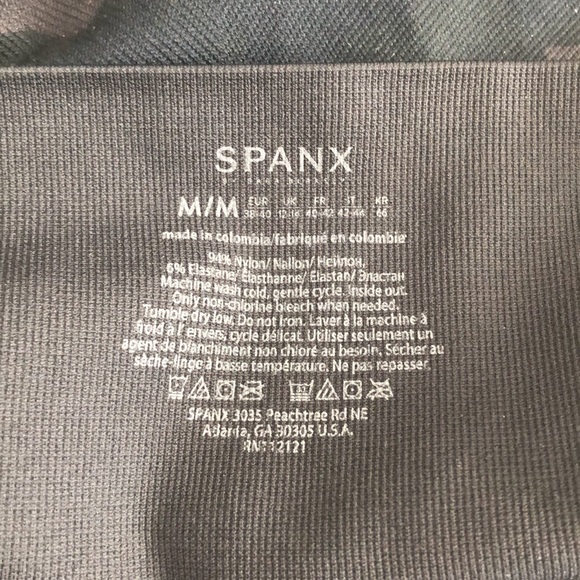 SPANX
M/M EUR UK FR IT KR
38-40 12-14 40-42 42-44 66
made in colombia/fabriqué en colombie
94% Nylon/ Nailon/ Нейлон,
6% Elastane/ Elasthanne/ Elastan/ Эластан
Machine wash cold, gentle cycle. Inside out.
Only non-chlorine bleach when needed.
Tumble dry low. Do not iron. Laver à la machine à
froid à l' envers, cycle délicat. Utiliser seulement un
agent de blanchiment non chloré au besoin. Sécher au
sèche-linge à basse température. Ne pas repasser.
SPANX 3035 Peachtree Rd NE
Atlanta, GA 30305 U.S.A.
RN112121